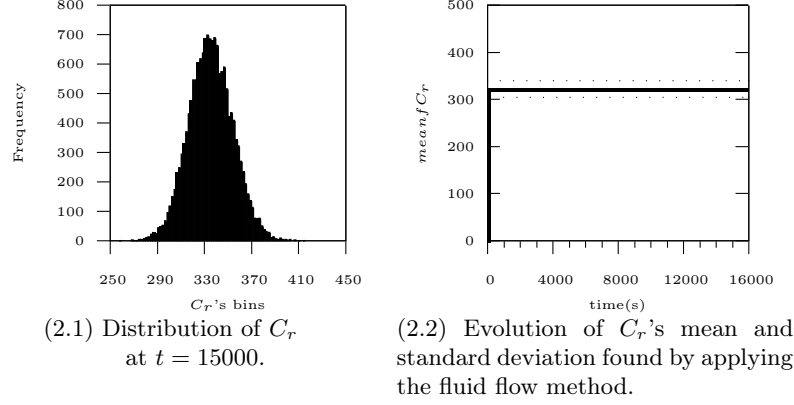 800
700
600
500
400
300
200
100
0
Frequency
250 290 330 370 410 450
C_r's bins
(2.1) Distribution of C_r
at t = 15000.
500
400
300
200
100
0
meanfC_r
0 4000 8000 12000 16000
time(s)
(2.2) Evolution of C_r's mean and
standard deviation found by applying
the fluid flow method.